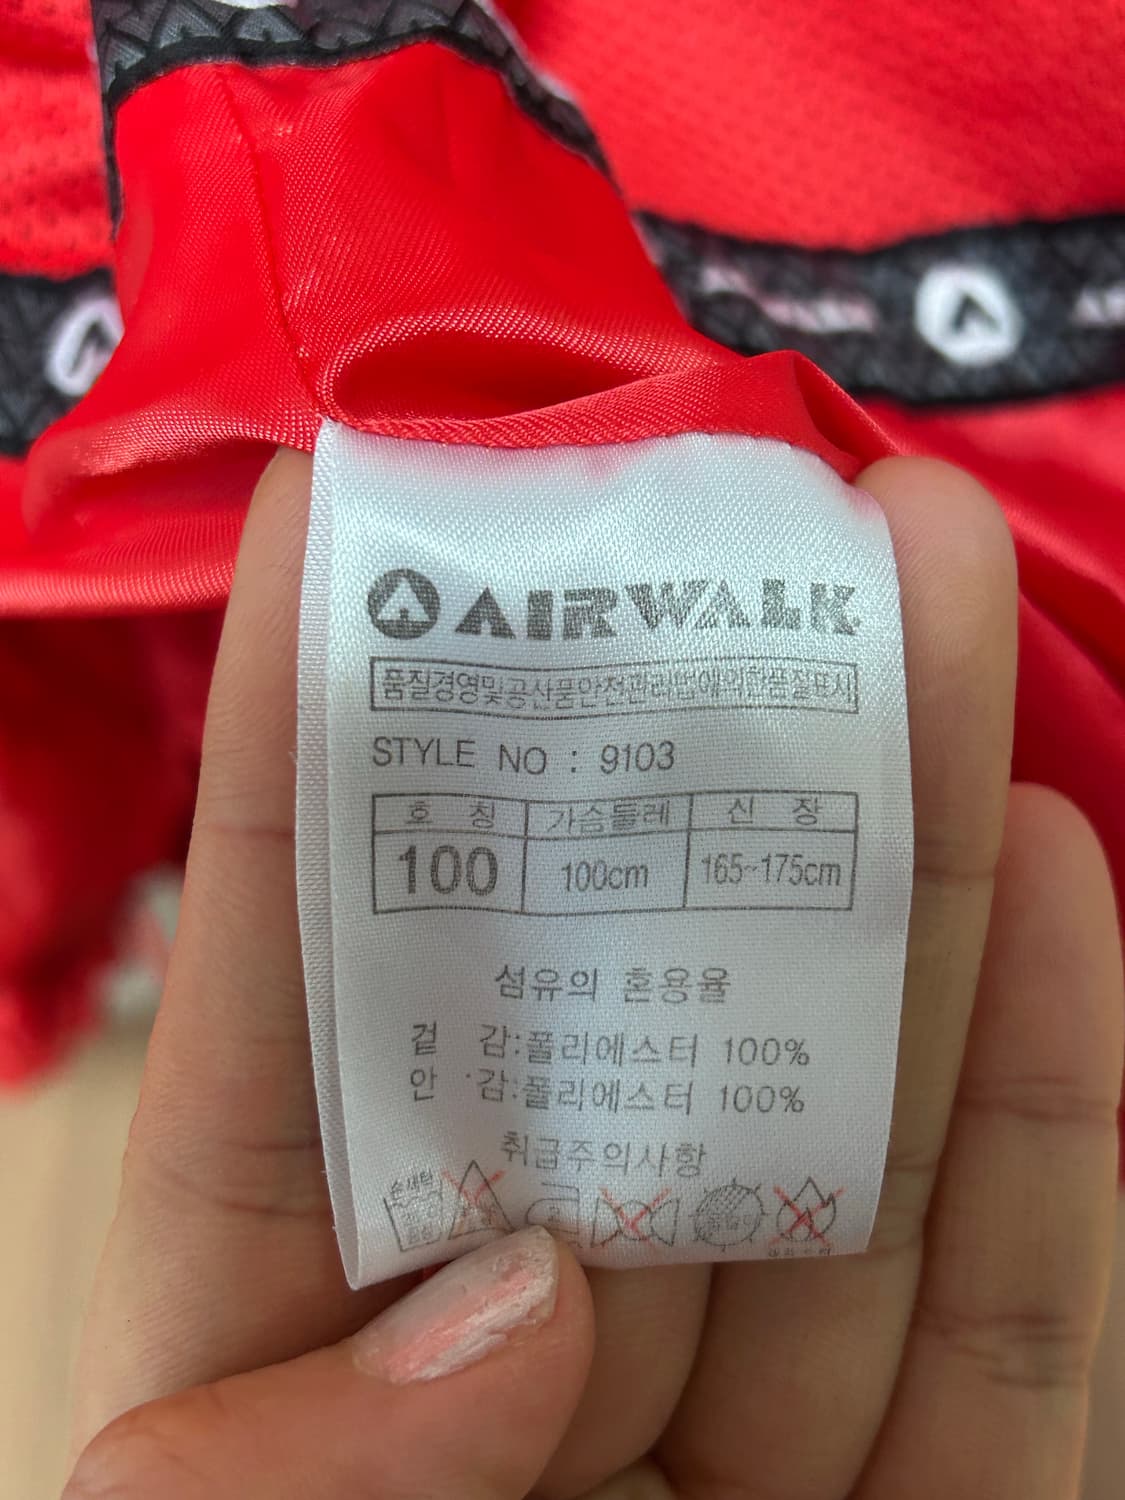 AIRWALK
품질경영및공산품안전관리법에의한품질표시
STYLE NO : 9103
호 칭 가슴둘레 신 장
100 100cm 165~175cm
섬유의 혼용율
겉 감:폴리에스터 100%
안 감:폴리에스터 100%
취급주의사항
손세탁